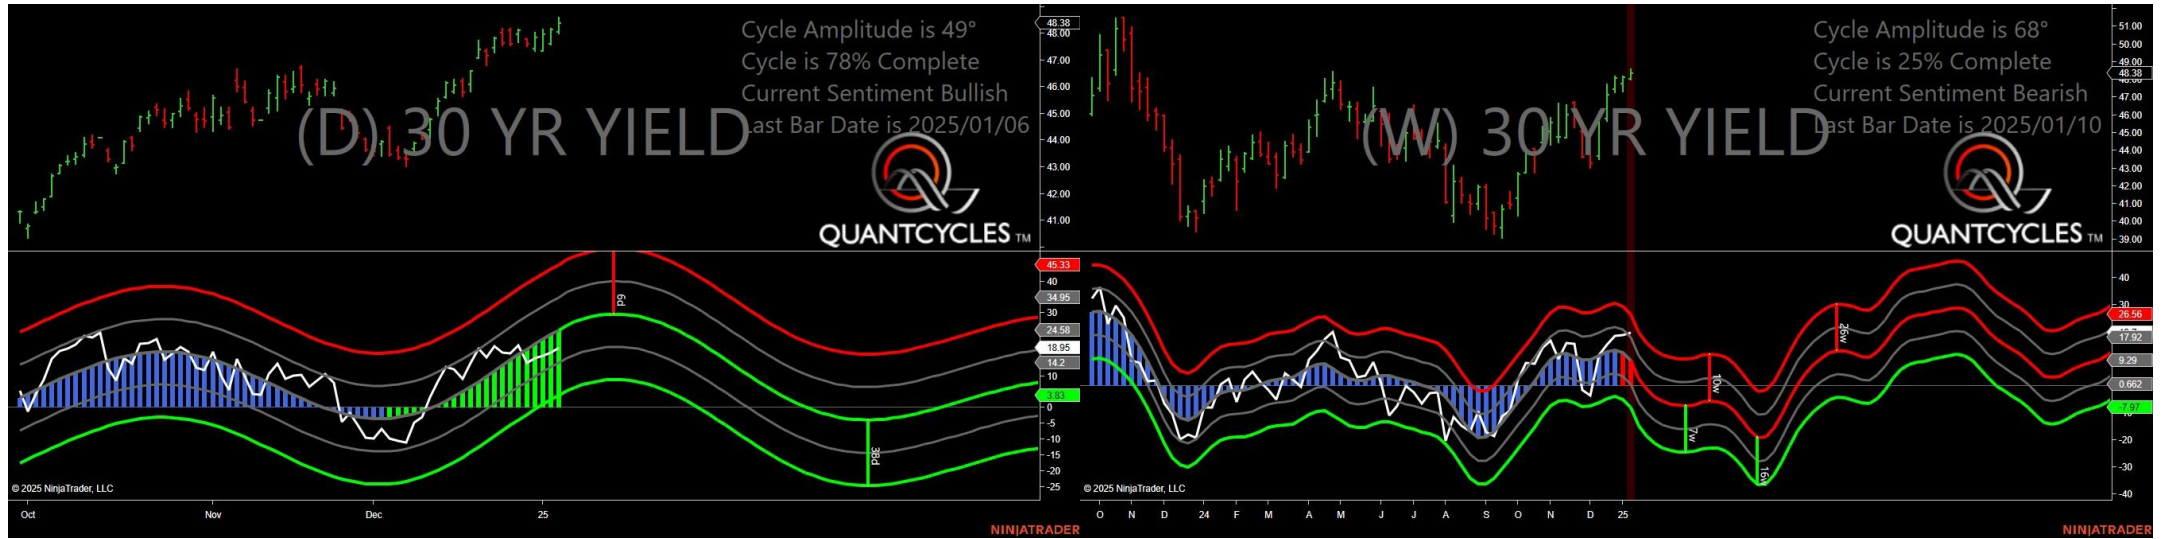 Cycle Amplitude is 49°
Cycle is 78% Complete
Current Sentiment Bullish
Last Bar Date is 2025/01/06
(D) 30 YR YIELD
QUANTCYCLES TM
48.38
48.00
47.00
46.00
45.00
44.00
43.00
42.00
41.00
45.33
40
34.95
30
24.58
18.95
14.2
10
3.83
0
-5
-10
-15
-20
-25
6d
38d
© 2025 NinjaTrader, LLC
Oct Nov Dec 25
NINJATRADER
Cycle Amplitude is 68°
Cycle is 25% Complete
Current Sentiment Bearish
Last Bar Date is 2025/01/10
(W) 30 YR YIELD
QUANTCYCLES TM
51.00
50.00
49.00
48.38
47.00
46.00
45.00
44.00
43.00
42.00
41.00
40.00
39.00
40
30
26.56
17.92
9.29
0.662
-7.97
-20
-30
-40
10w
7w
16w
26w
© 2025 NinjaTrader, LLC
O N D 24 F M A M J J A S O N D 25
NINJATRADER